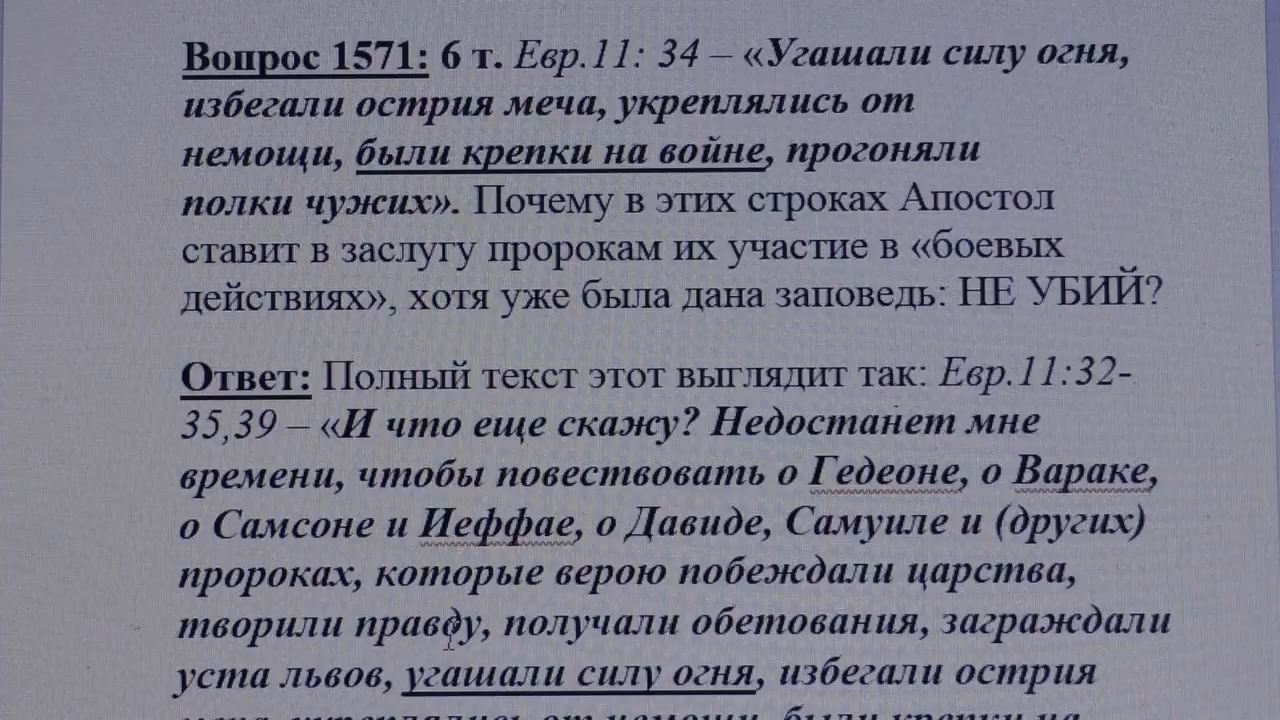 Вопрос 1571: 6 т. Евр.11: 34 – «Угашали силу огня,
избегали острия меча, укреплялись от
немощи, были крепки на войне, прогоняли
полки чужих». Почему в этих строках Апостол
ставит в заслугу пророкам их участие в «боевых
действиях», хотя уже была дана заповедь: НЕ УБИЙ?
Ответ: Полный текст этот выглядит так: Евр.11:32-
35,39 – «И что еще скажу? Недостанет мне
времени, чтобы повествовать о Гедеоне, о Вараке,
о Самсоне и Иеффае, о Давиде, Самуиле и (других)
пророках, которые верою побеждали царства,
творили правду, получали обетования, заграждали
уста львов, угашали силу огня, избегали острия